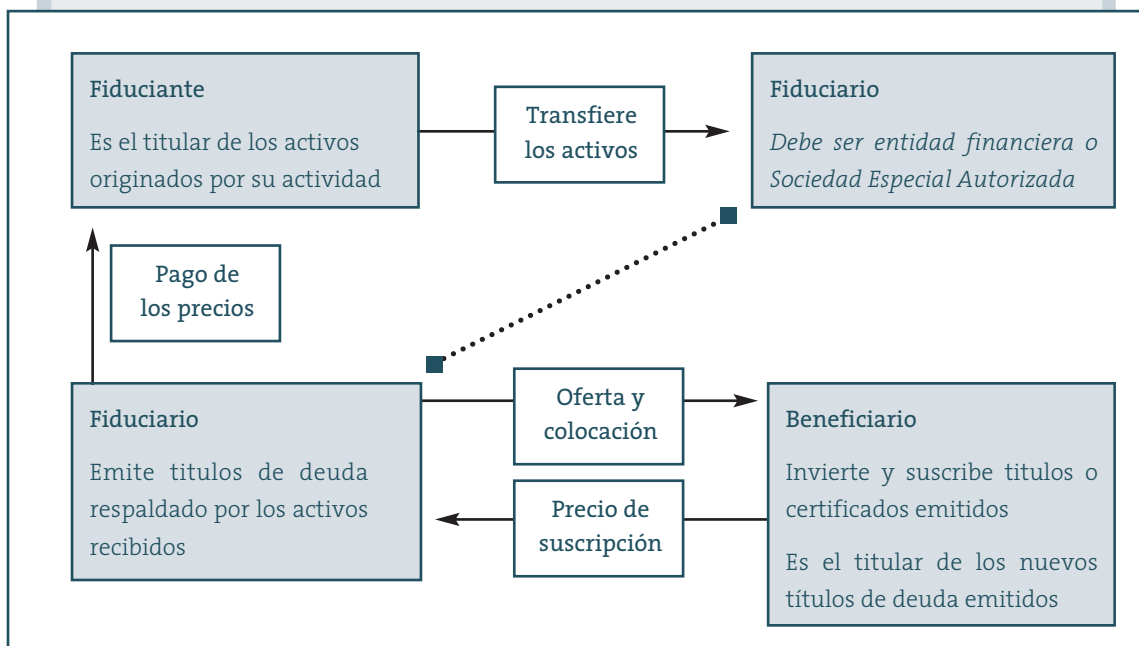 Fiduciante
Es el titular de los activos
originados por su actividad
Transfiere
los activos
Fiduciario
Debe ser entidad financiera o
Sociedad Especial Autorizada
Pago de
los precios
Fiduciario
Emite titulos de deuda
respaldado por los activos
recibidos
Oferta y
colocación
Precio de
suscripción
Beneficiario
Invierte y suscribe titulos o
certificados emitidos
Es el titular de los nuevos
títulos de deuda emitidos